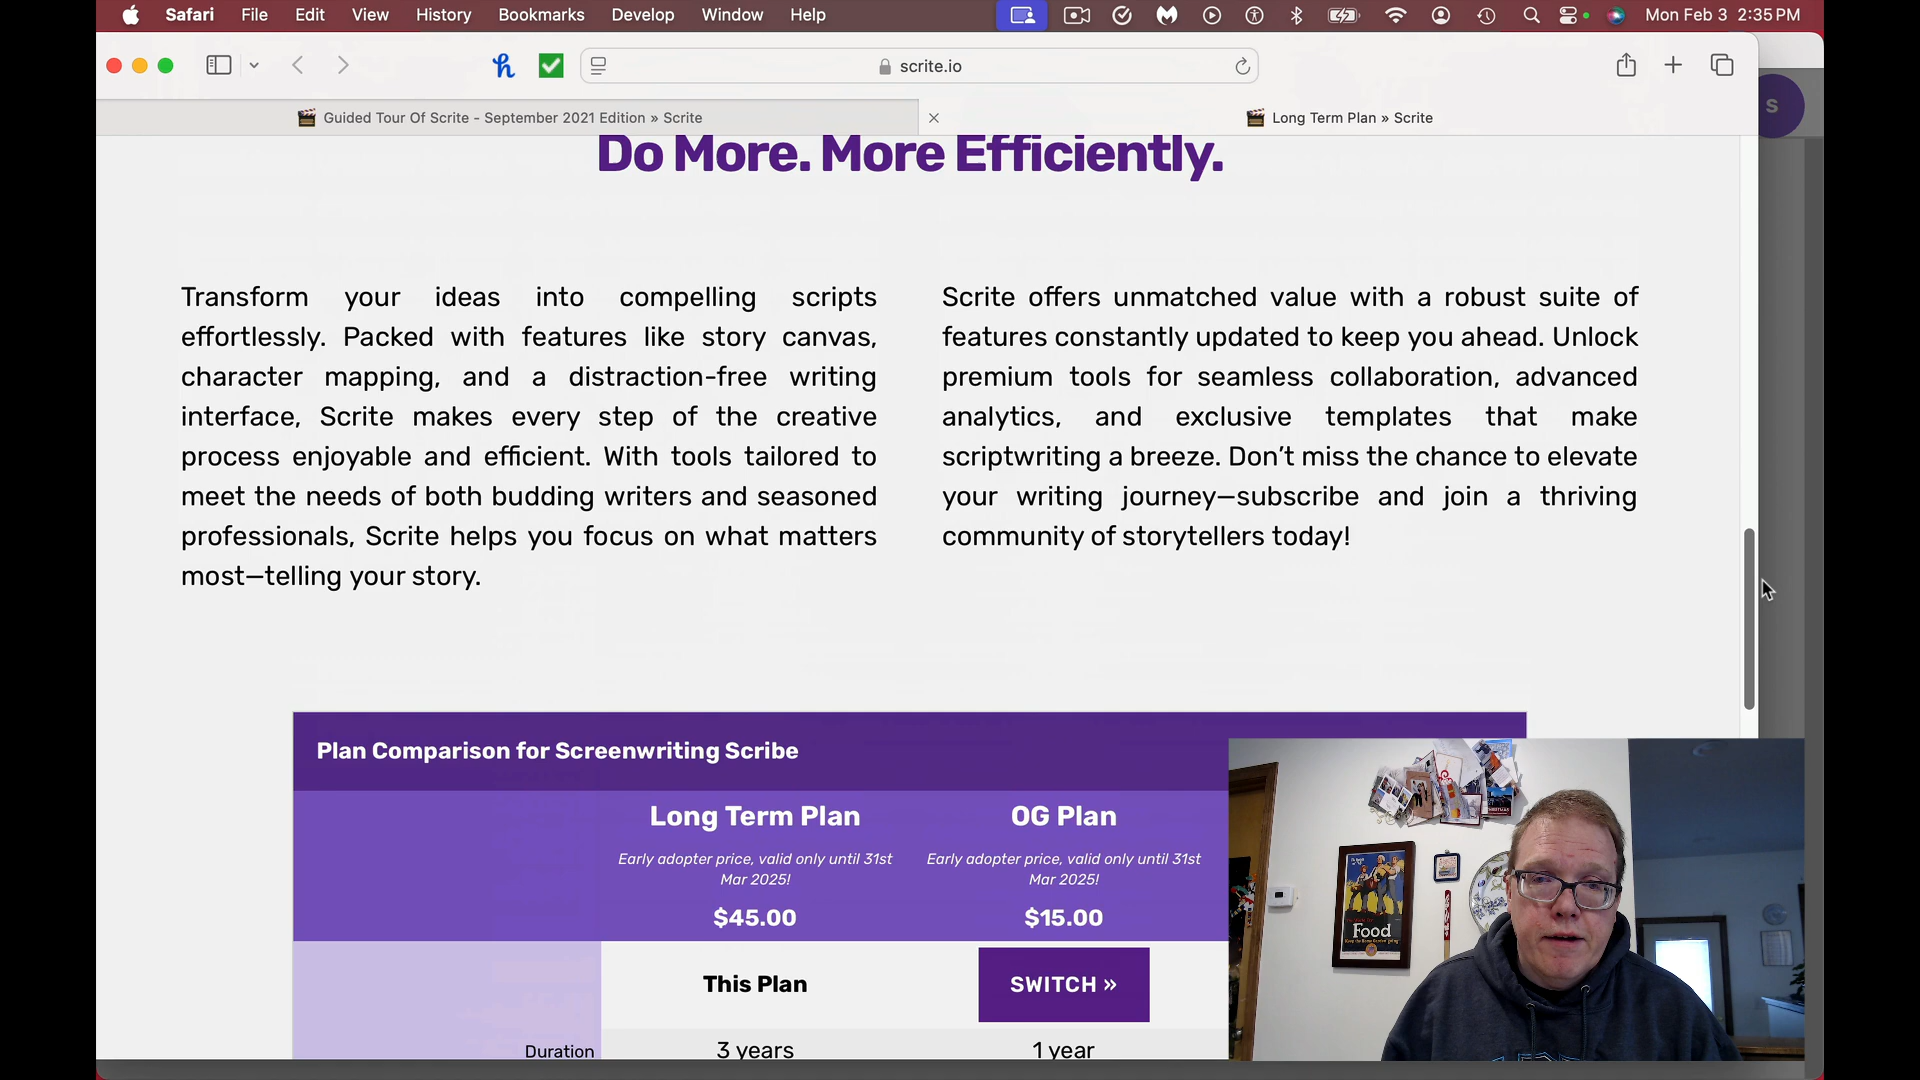 Safari File Edit View History Bookmarks Develop Window Help Mon Feb 3 2:35 PM
scrite.io
Guided Tour Of Scrite - September 2021 Edition » Scrite
Long Term Plan » Scrite
S
Do More. More Efficiently.
Transform your ideas into compelling scripts
effortlessly. Packed with features like story canvas,
character mapping, and a distraction-free writing
interface, Scrite makes every step of the creative
process enjoyable and efficient. With tools tailored to
meet the needs of both budding writers and seasoned
professionals, Scrite helps you focus on what matters
most—telling your story.
Scrite offers unmatched value with a robust suite of
features constantly updated to keep you ahead. Unlock
premium tools for seamless collaboration, advanced
analytics, and exclusive templates that make
scriptwriting a breeze. Don’t miss the chance to elevate
your writing journey—subscribe and join a thriving
community of storytellers today!
Plan Comparison for Screenwriting Scribe
Long Term Plan
Early adopter price, valid only until 31st
Mar 2025!
$45.00
OG Plan
Early adopter price, valid only until 31st
Mar 2025!
$15.00
This Plan
SWITCH »
Duration
3 years
1 year
Food